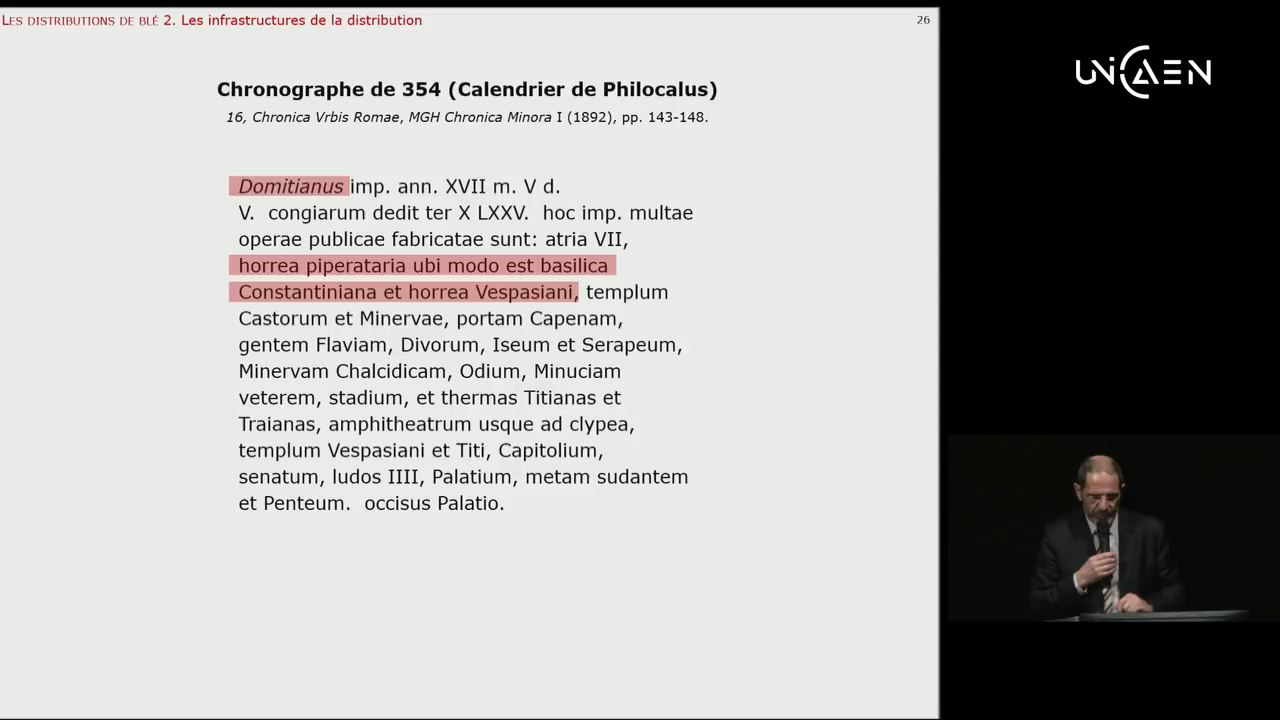 LES DISTRIBUTIONS DE BLÉ 2. Les infrastructures de la distribution
26
UNICAEN
Chronographe de 354 (Calendrier de Philocalus)
16, Chronica Vrbis Romae, MGH Chronica Minora I (1892), pp. 143-148.
Domitianus imp. ann. XVII m. V d.
V. congiarum dedit ter X LXXV. hoc imp. multae
operae publicae fabricatae sunt: atria VII,
horrea piperataria ubi modo est basilica
Constantiniana et horrea Vespasiani, templum
Castorum et Minervae, portam Capenam,
gentem Flaviam, Divorum, Iseum et Serapeum,
Minervam Chalcidicam, Odium, Minuciam
veterem, stadium, et thermas Titianas et
Traianas, amphitheatrum usque ad clypea,
templum Vespasiani et Titi, Capitolium,
senatum, ludos IIII, Palatium, metam sudantem
et Penteum. occisus Palatio.